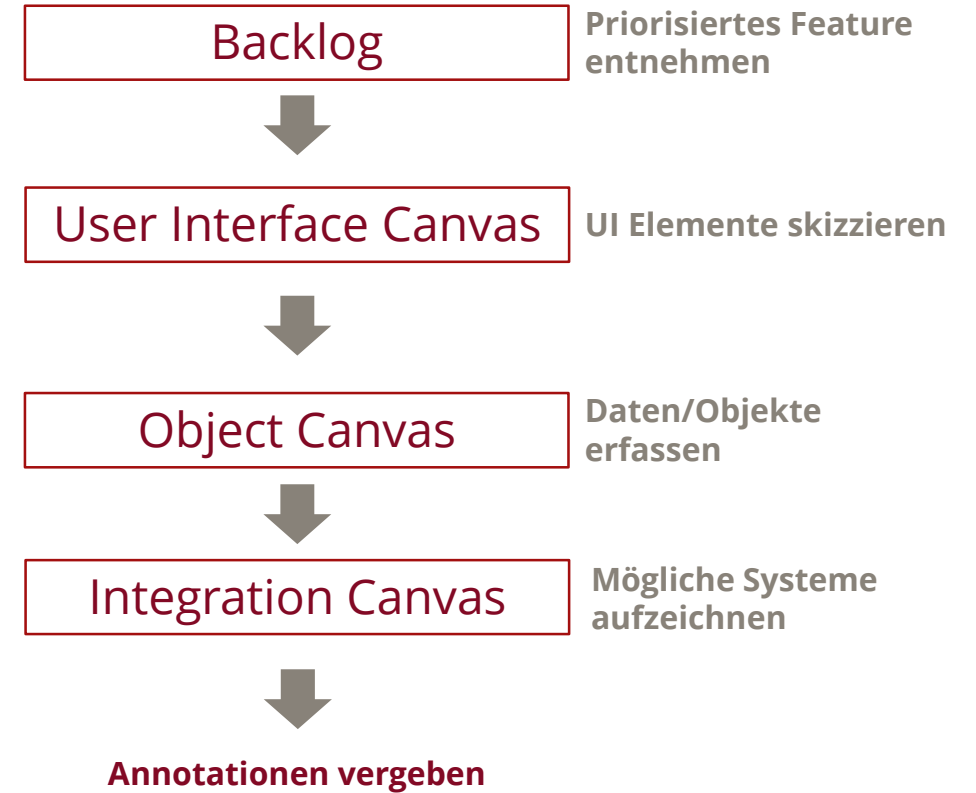 Backlog
Priorisiertes Feature
entnehmen
User Interface Canvas
UI Elemente skizzieren
Object Canvas
Daten/Objekte
erfassen
Integration Canvas
Mögliche Systeme
aufzeichnen
Annotationen vergeben